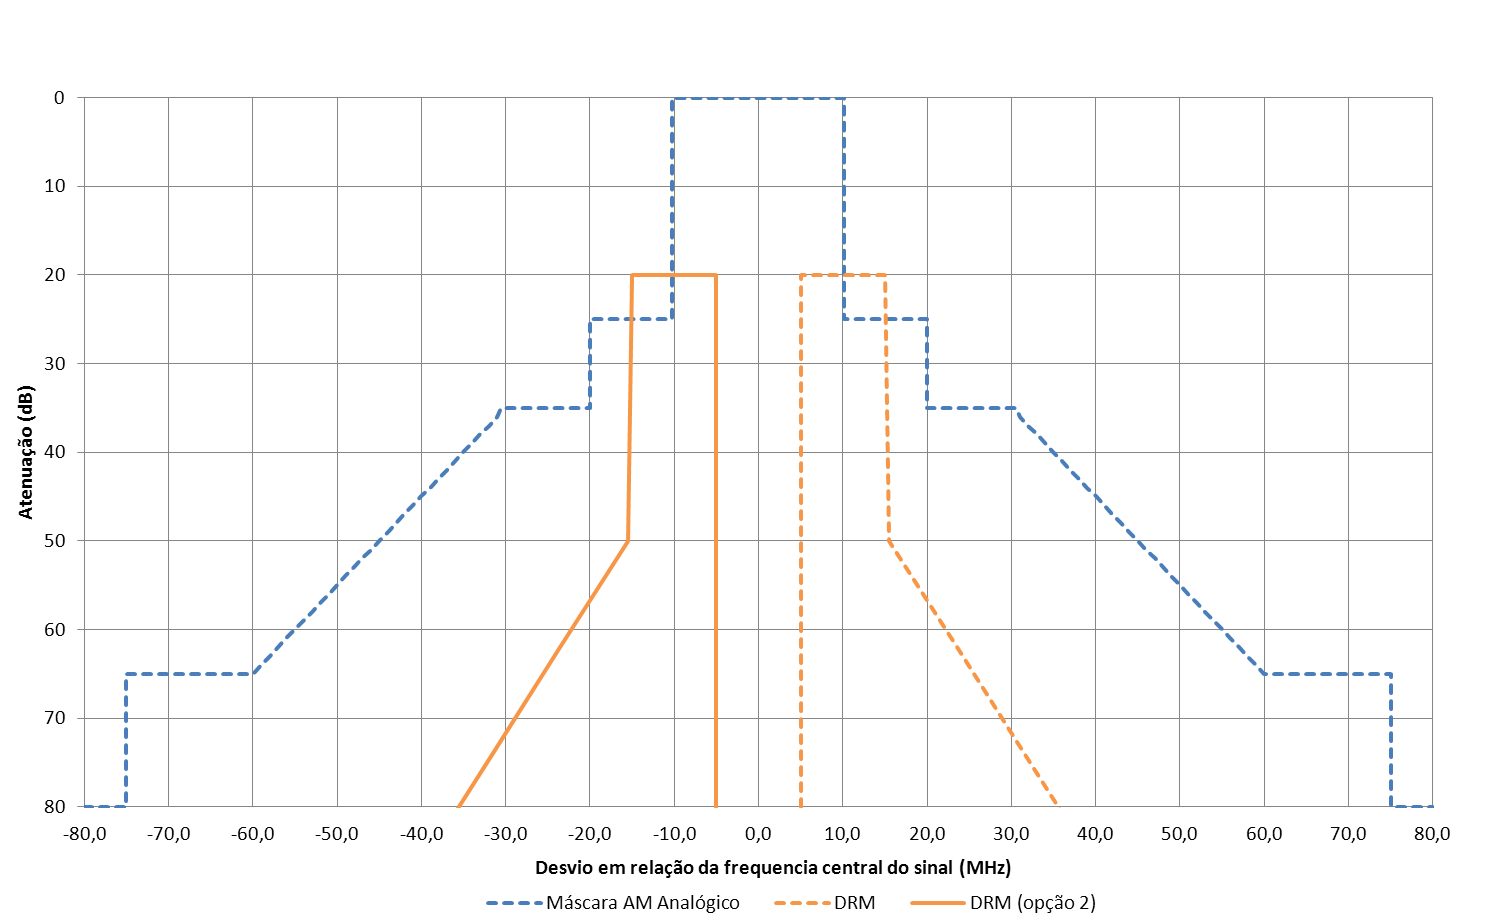 0
10
20
30
40
50
60
70
80
Atenuação (dB)
-80,0 -70,0 -60,0 -50,0 -40,0 -30,0 -20,0 -10,0 0,0 10,0 20,0 30,0 40,0 50,0 60,0 70,0 80,0
Desvio em relação da frequencia central do sinal (MHz)
Máscara AM Analógico DRM DRM (opção 2)